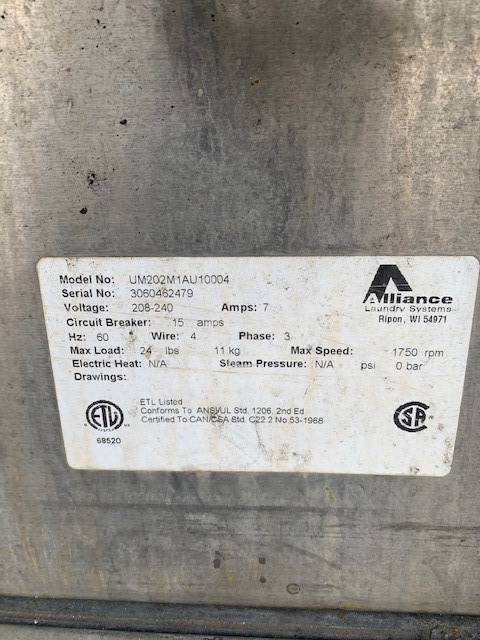 Model No: UM202M1AU10004
Serial No: 3060462479
Voltage: 208-240 Amps: 7
Circuit Breaker: 15 amps
Hz: 60 Wire: 4 Phase: 3
Max Load: 24 lbs 11 kg Max Speed: 1750 rpm
Electric Heat: N/A Steam Pressure: N/A psi 0 bar
Drawings:
Alliance
Laundry Systems
Ripon, WI 54971
ETL Listed
Conforms To ANSI/UL Std. 1206, 2nd Ed
Certified To CAN/CSA Std. C22.2 No.53-1968
ETL
68520
SA